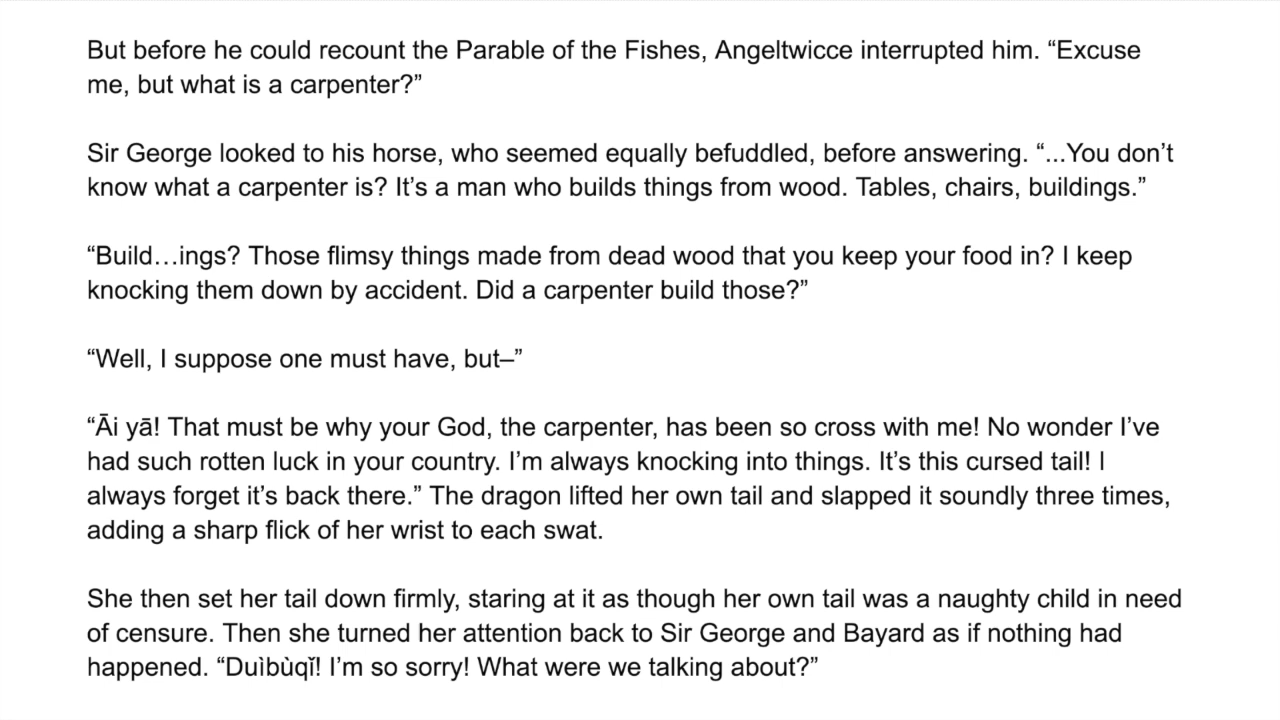 But before he could recount the Parable of the Fishes, Angeltwicce interrupted him. “Excuse
me, but what is a carpenter?”
Sir George looked to his horse, who seemed equally befuddled, before answering. “...You don’t
know what a carpenter is? It’s a man who builds things from wood. Tables, chairs, buildings.”
“Build…ings? Those flimsy things made from dead wood that you keep your food in? I keep
knocking them down by accident. Did a carpenter build those?”
“Well, I suppose one must have, but–”
“Āi yā! That must be why your God, the carpenter, has been so cross with me! No wonder I’ve
had such rotten luck in your country. I’m always knocking into things. It’s this cursed tail! I
always forget it’s back there.” The dragon lifted her own tail and slapped it soundly three times,
adding a sharp flick of her wrist to each swat.
She then set her tail down firmly, staring at it as though her own tail was a naughty child in need
of censure. Then she turned her attention back to Sir George and Bayard as if nothing had
happened. “Duìbùqǐ! I’m so sorry! What were we talking about?”